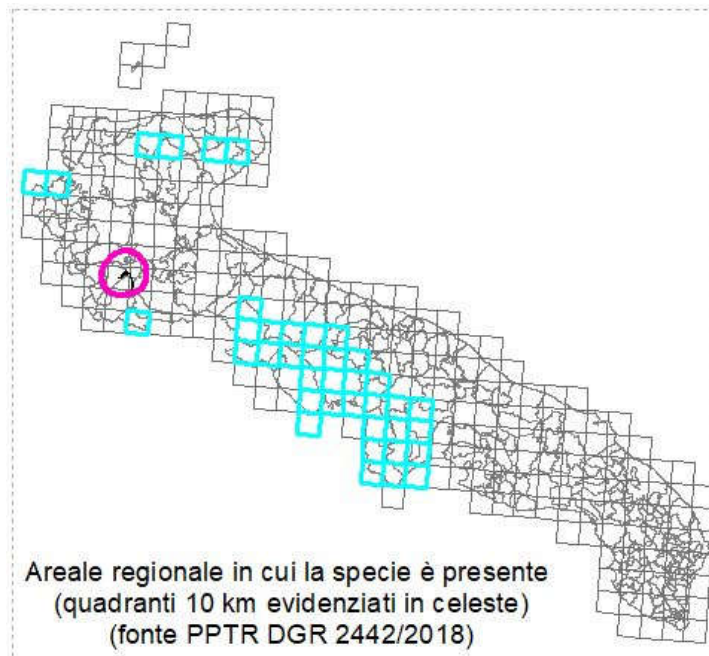 Areale regionale in cui la specie è presente
(quadranti 10 km evidenziati in celeste)
(fonte PPTR DGR 2442/2018)